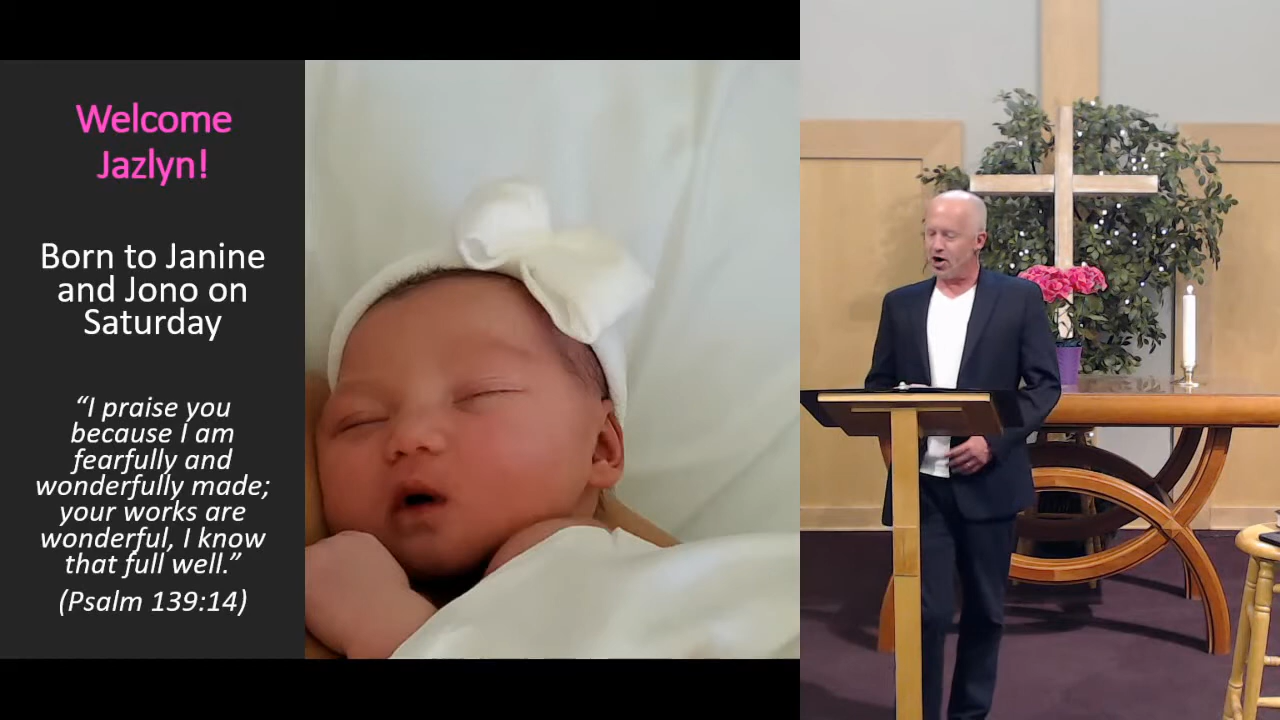 Welcome
Jazlyn!
Born to Janine
and Jono on
Saturday
“I praise you
because I am
fearfully and
wonderfully made;
your works are
wonderful, I know
that full well.”
(Psalm 139:14)